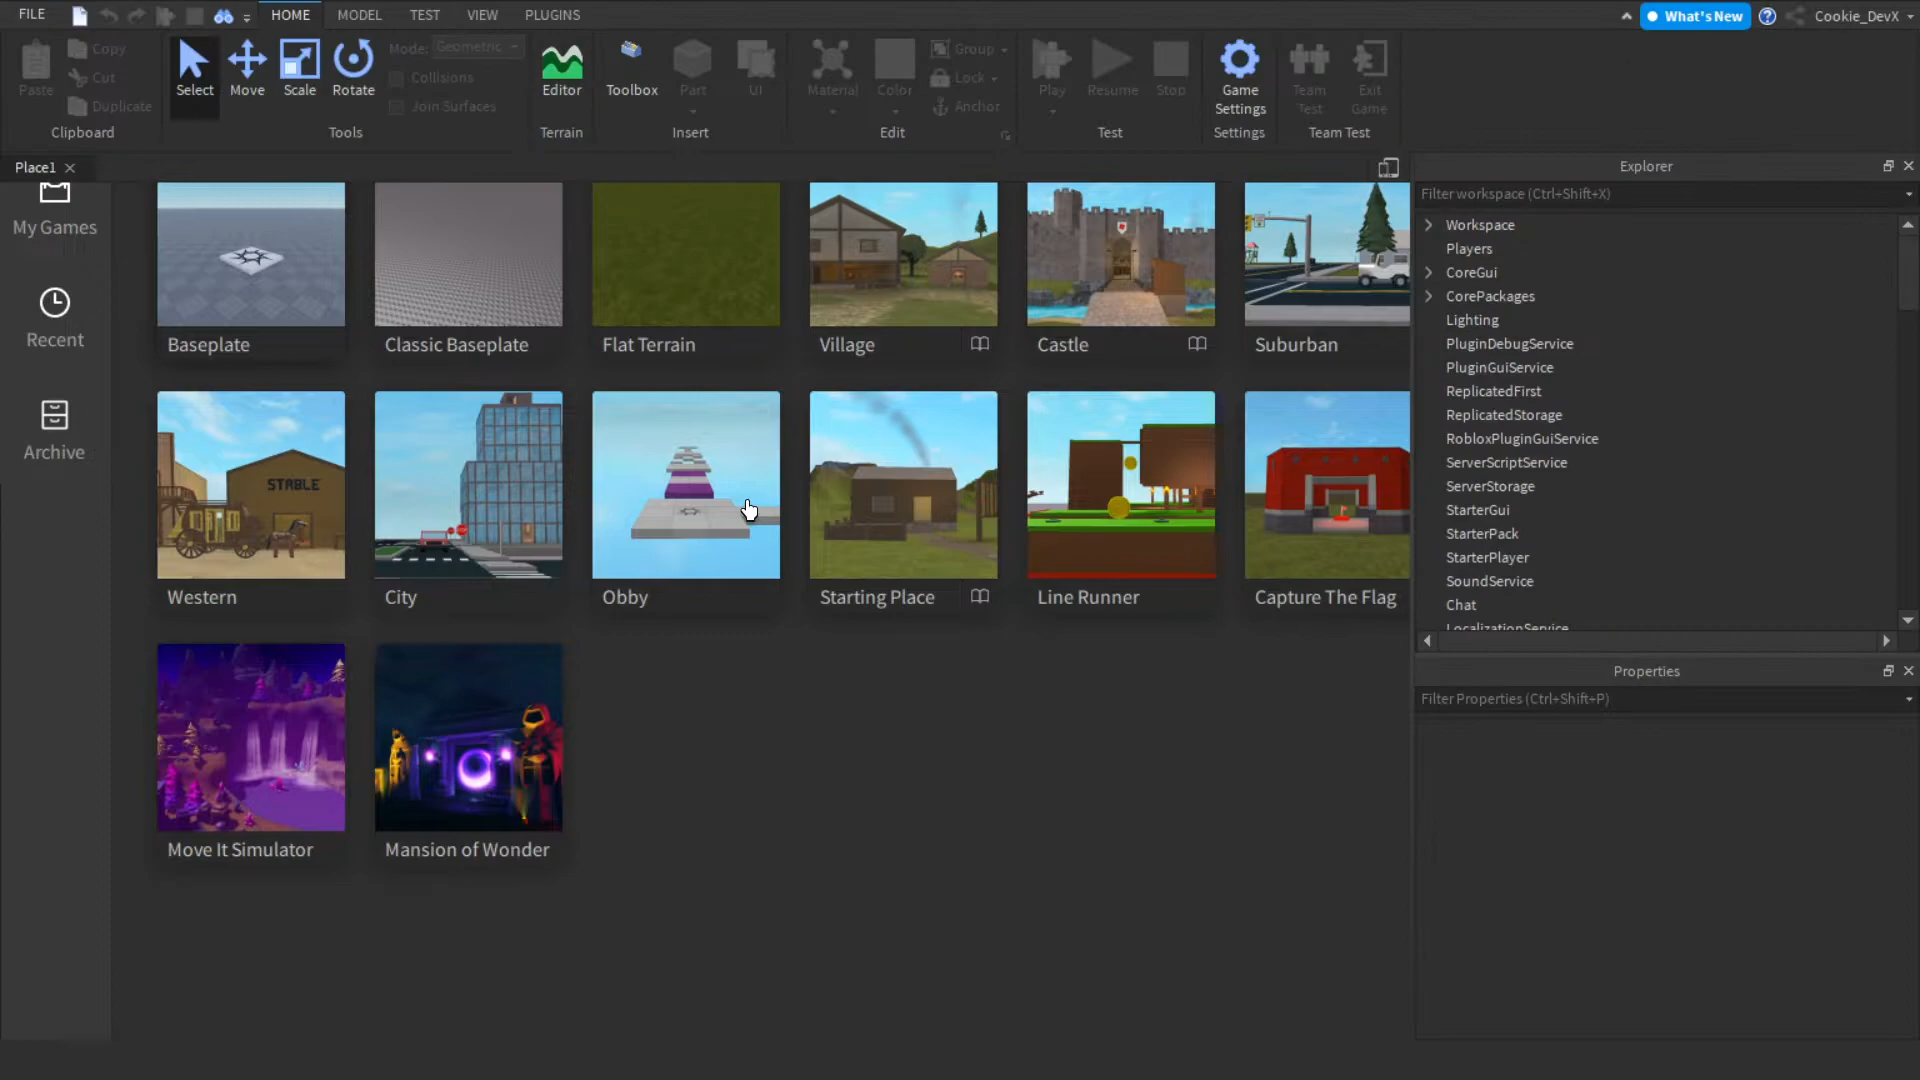 FILE
HOME
MODEL
TEST
VIEW
PLUGINS
What's New
Cookie_DevX
Paste
Copy
Cut
Duplicate
Clipboard
Select
Move
Scale
Rotate
Mode: Geometric
Collisions
Join Surfaces
Tools
Editor
Terrain
Toolbox
Part
UI
Insert
Material
Color
Group
Lock
Anchor
Edit
Play
Resume
Stop
Test
Game
Settings
Settings
Team
Test
Exit
Game
Team Test
Place1
My Games
Recent
Archive
Baseplate
Classic Baseplate
Flat Terrain
Village
Castle
Suburban
STABLE
Western
City
Obby
Starting Place
Line Runner
Capture The Flag
Move It Simulator
Mansion of Wonder
Explorer
Filter workspace (Ctrl+Shift+X)
Workspace
Players
CoreGui
CorePackages
Lighting
PluginDebugService
PluginGuiService
ReplicatedFirst
ReplicatedStorage
RobloxPluginGuiService
ServerScriptService
ServerStorage
StarterGui
StarterPack
StarterPlayer
SoundService
Chat
LocalizationService
Properties
Filter Properties (Ctrl+Shift+P)